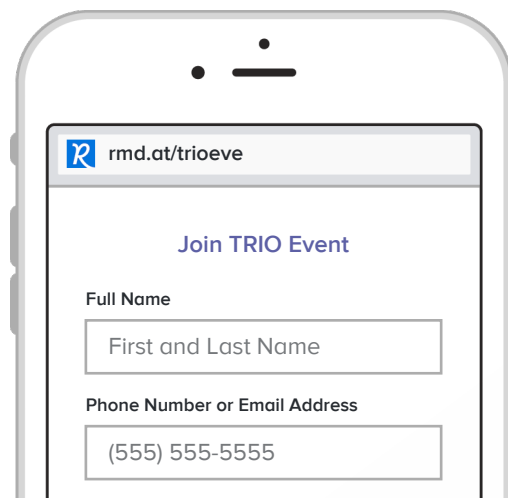 rmd.at/trioeve
Join TRIO Event
Full Name
First and Last Name
Phone Number or Email Address
(555) 555-5555